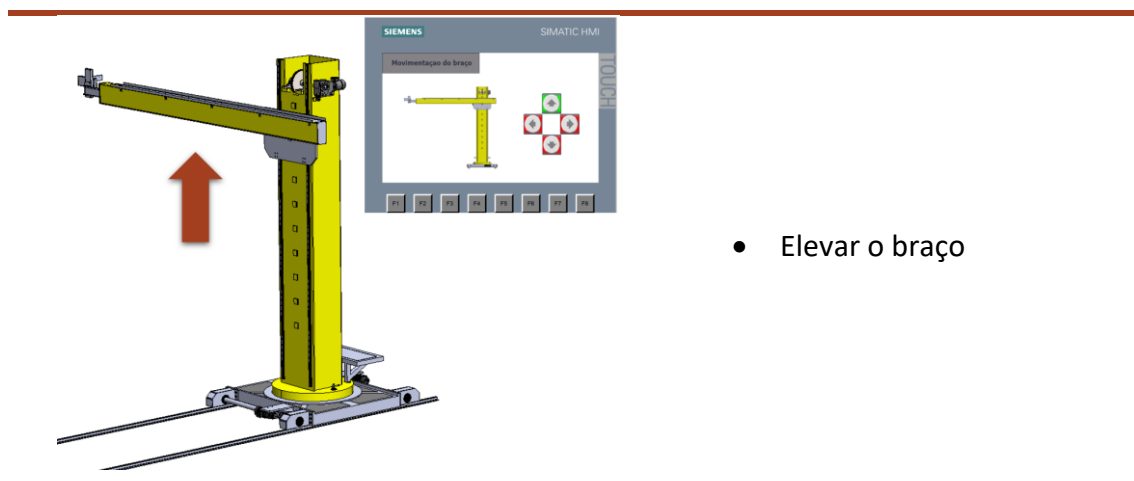 SIEMENS
SIMATIC HMI
TOUCH
Movimentaçao do braço
F1 F2 F3 F4 F5 F6 F7 F8
• Elevar o braço